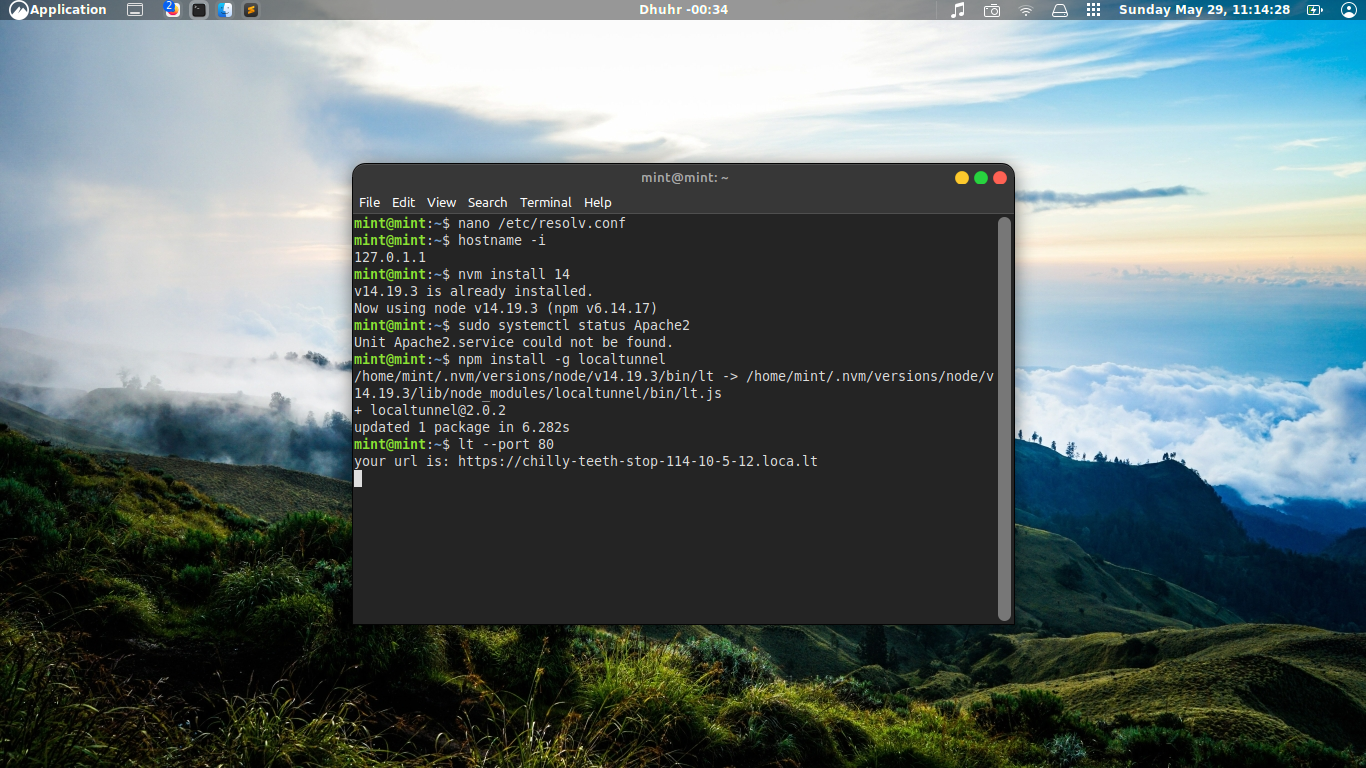 Application
2
Dhuhr -00:34
Sunday May 29, 11:14:28
mint@mint: ~
File Edit View Search Terminal Help
mint@mint:~$ nano /etc/resolv.conf
mint@mint:~$ hostname -i
127.0.1.1
mint@mint:~$ nvm install 14
v14.19.3 is already installed.
Now using node v14.19.3 (npm v6.14.17)
mint@mint:~$ sudo systemctl status Apache2
Unit Apache2.service could not be found.
mint@mint:~$ npm install -g localtunnel
/home/mint/.nvm/versions/node/v14.19.3/bin/lt -> /home/mint/.nvm/versions/node/v
14.19.3/lib/node_modules/localtunnel/bin/lt.js
+ localtunnel@2.0.2
updated 1 package in 6.282s
mint@mint:~$ lt --port 80
your url is: https://chilly-teeth-stop-114-10-5-12.loca.lt